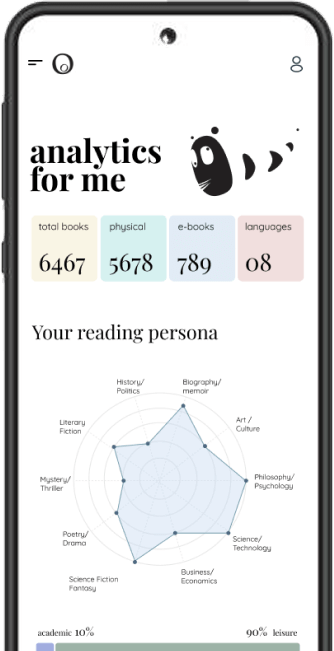 analytics
for me
total books
physical
e-books
languages
6467
5678
789
08
Your reading persona
History/
Politics
Biography/
memoir
Art /
Culture
Philosophy/
Psychology
Science/
Technology
Business/
Economics
Science Fiction
Fantasy
Poetry/
Drama
Mystery/
Thriller
Literary
Fiction
academic 10%
90% leisure